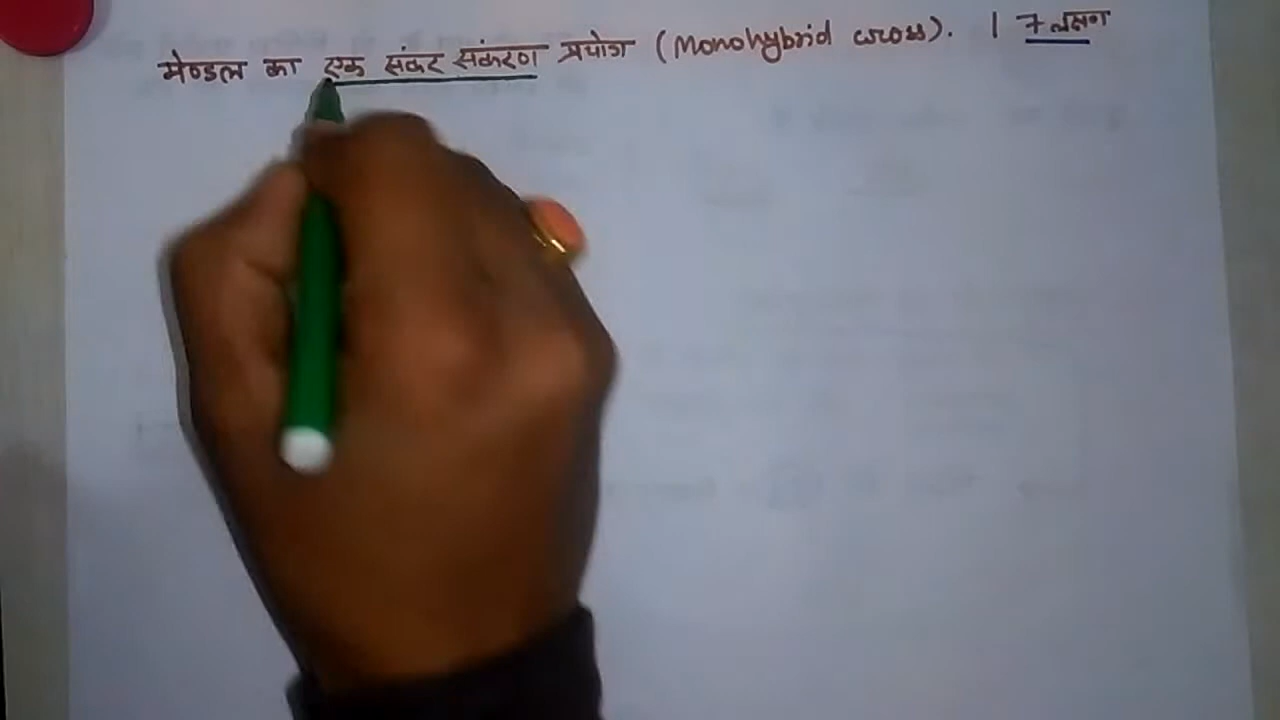 मेण्डल का एक संकर संकरण प्रयोग (Monohybrid cross). | 7 लक्षण